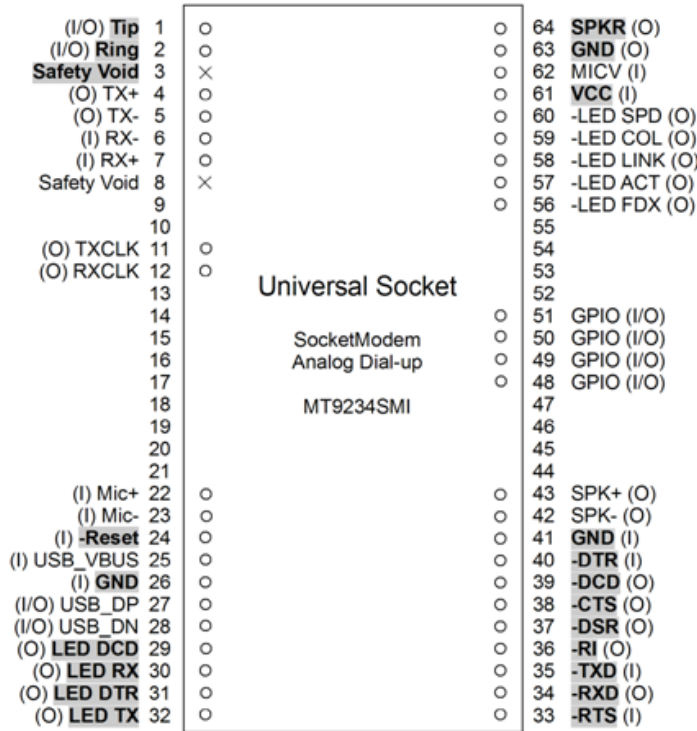 (I/O) Tip 1
(I/O) Ring 2
Safety Void 3
(O) TX+ 4
(O) TX- 5
(I) RX- 6
(I) RX+ 7
Safety Void 8
9
10
(O) TXCLK 11
(O) RXCLK 12
13
14
15
16
17
18
19
20
21
(I) Mic+ 22
(I) Mic- 23
(I) -Reset 24
(I) USB_VBUS 25
(I) GND 26
(I/O) USB_DP 27
(I/O) USB_DN 28
(O) LED DCD 29
(O) LED RX 30
(O) LED DTR 31
(O) LED TX 32
Universal Socket
SocketModem
Analog Dial-up
MT9234SMI
64 SPKR (O)
63 GND (O)
62 MICV (I)
61 VCC (I)
60 -LED SPD (O)
59 -LED COL (O)
58 -LED LINK (O)
57 -LED ACT (O)
56 -LED FDX (O)
55
54
53
52
51 GPIO (I/O)
50 GPIO (I/O)
49 GPIO (I/O)
48 GPIO (I/O)
47
46
45
44
43 SPK+ (O)
42 SPK- (O)
41 GND (I)
40 -DTR (I)
39 -DCD (O)
38 -CTS (O)
37 -DSR (O)
36 -RI (O)
35 -TXD (I)
34 -RXD (O)
33 -RTS (I)